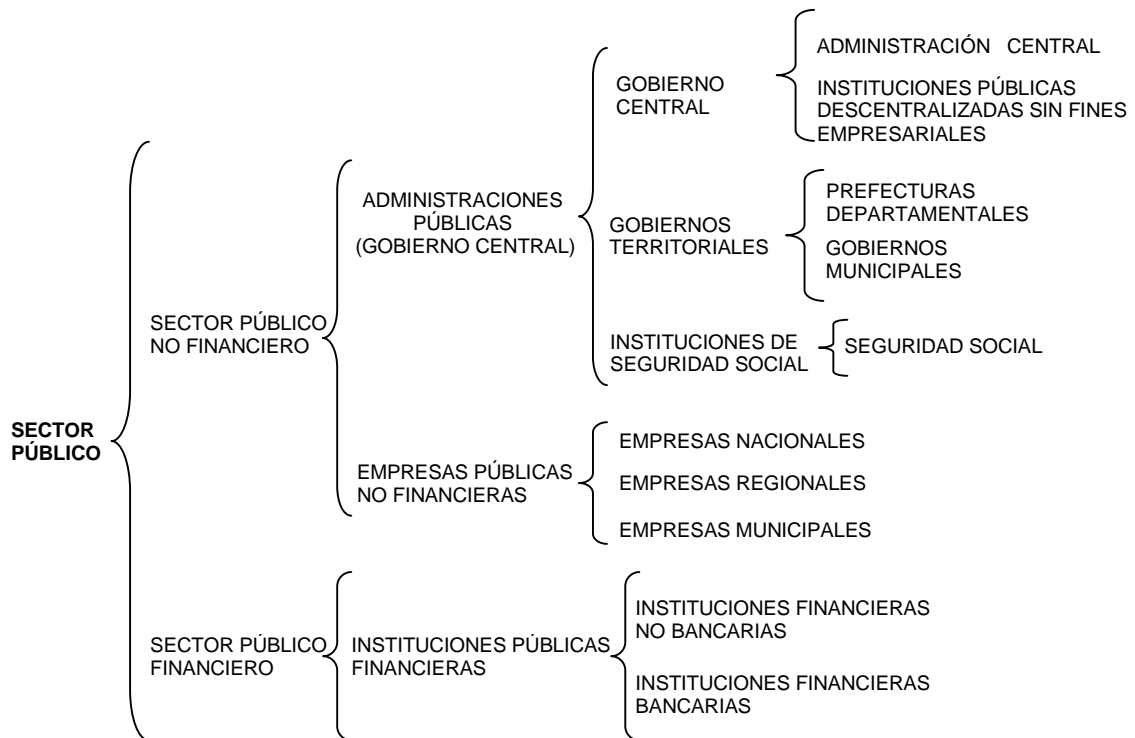 SECTOR
PÚBLICO
SECTOR PÚBLICO
NO FINANCIERO
ADMINISTRACIONES
PÚBLICAS
(GOBIERNO CENTRAL)
GOBIERNO
CENTRAL
ADMINISTRACIÓN CENTRAL
INSTITUCIONES PÚBLICAS
DESCENTRALIZADAS SIN FINES
EMPRESARIALES
GOBIERNOS
TERRITORIALES
PREFECTURAS
DEPARTAMENTALES
GOBIERNOS
MUNICIPALES
INSTITUCIONES DE
SEGURIDAD SOCIAL
SEGURIDAD SOCIAL
EMPRESAS PÚBLICAS
NO FINANCIERAS
EMPRESAS NACIONALES
EMPRESAS REGIONALES
EMPRESAS MUNICIPALES
SECTOR PÚBLICO
FINANCIERO
INSTITUCIONES PÚBLICAS
FINANCIERAS
INSTITUCIONES FINANCIERAS
NO BANCARIAS
INSTITUCIONES FINANCIERAS
BANCARIAS